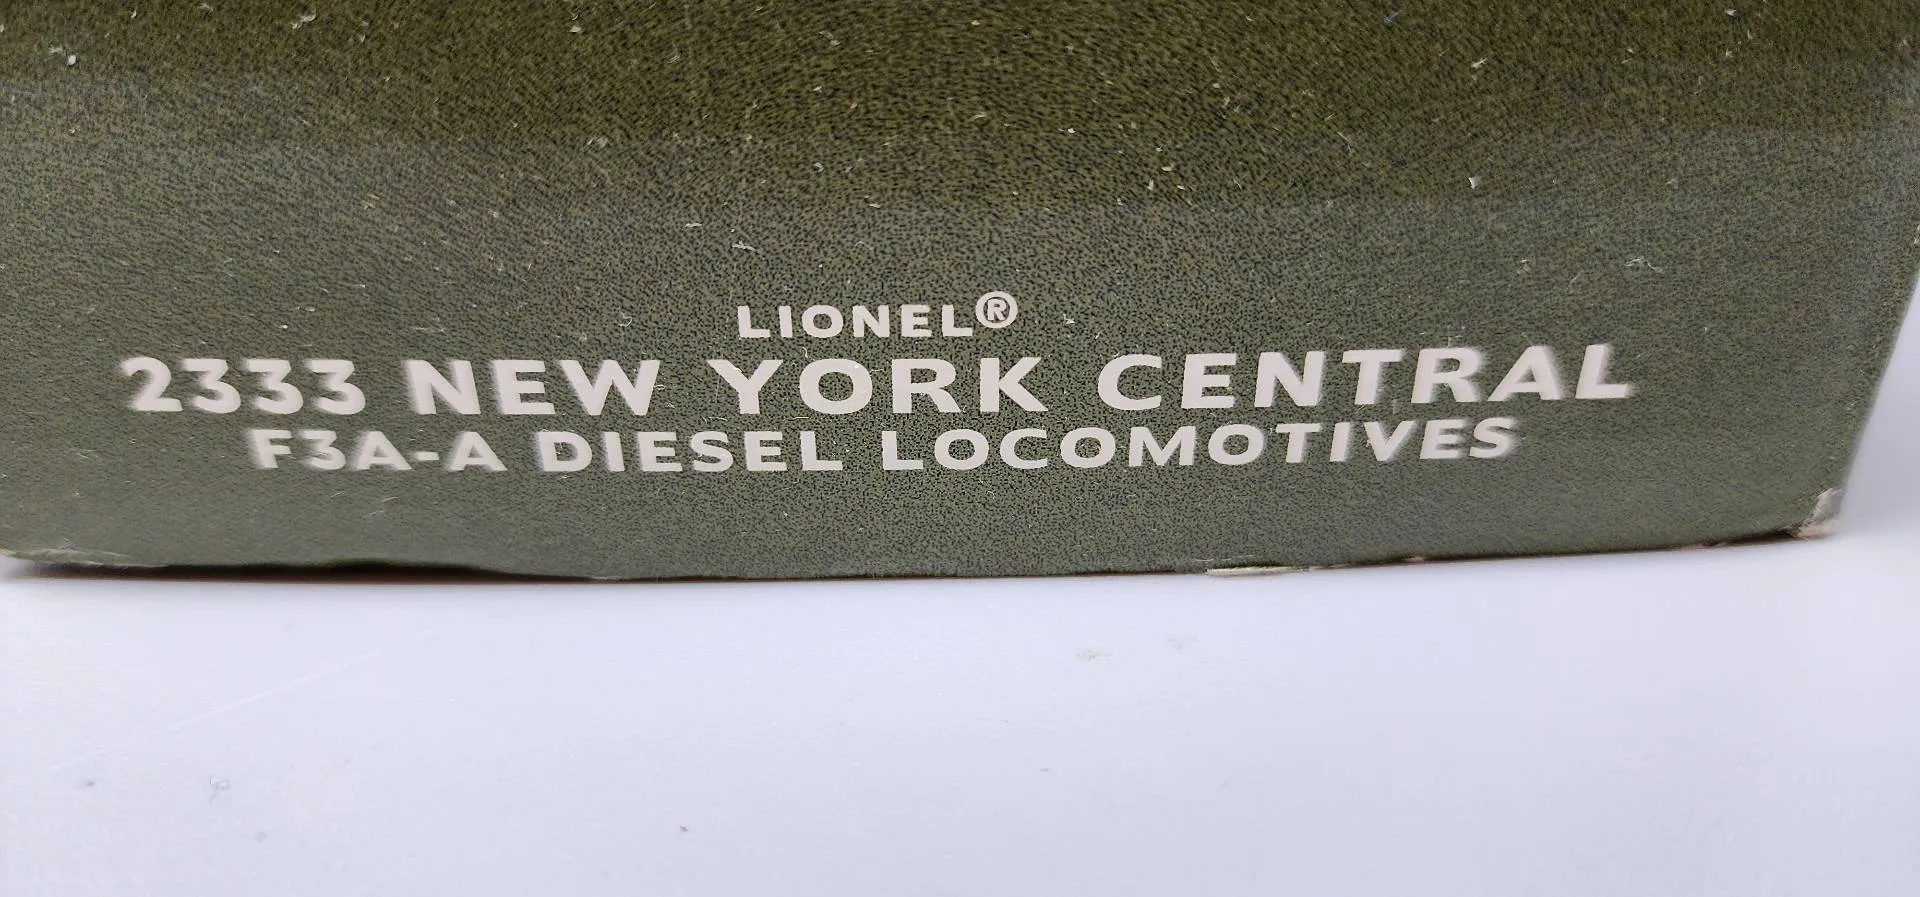 LIONEL®
2333 NEW YORK CENTRAL
F3A-A DIESEL LOCOMOTIVES